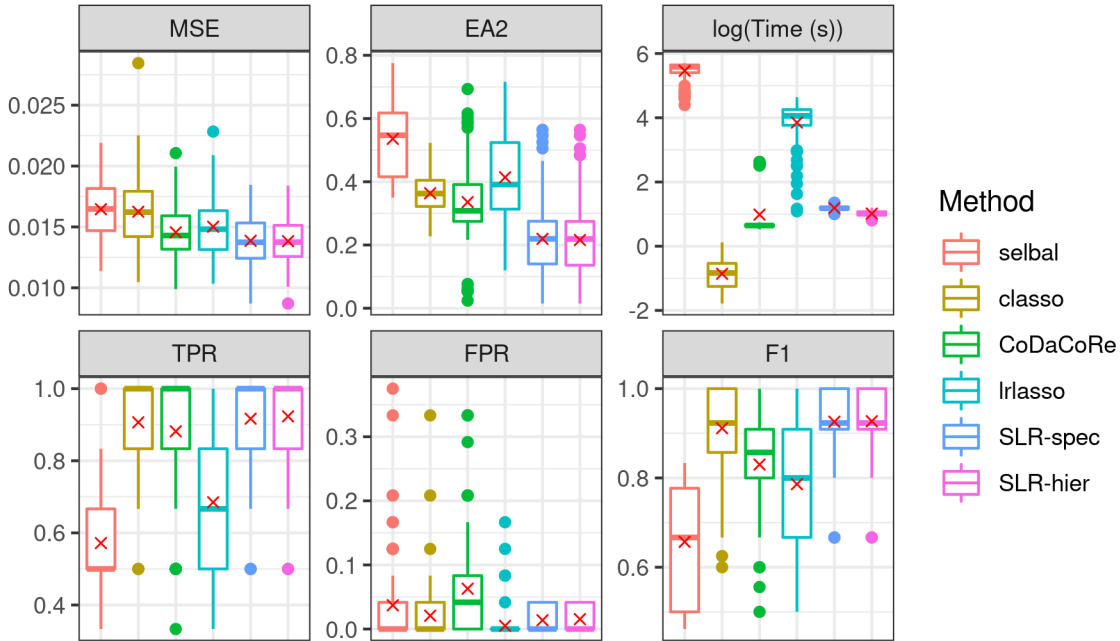 MSE
EA2
log(Time (s))
0.025
0.020
0.015
0.010
0.8
0.6
0.4
0.2
0.0
6
4
2
0
-2
TPR
FPR
F1
1.0
0.8
0.6
0.4
0.3
0.2
0.1
0.0
1.0
0.8
0.6
Method
selbal
classo
CoDaCoRe
lrlasso
SLR-spec
SLR-hier